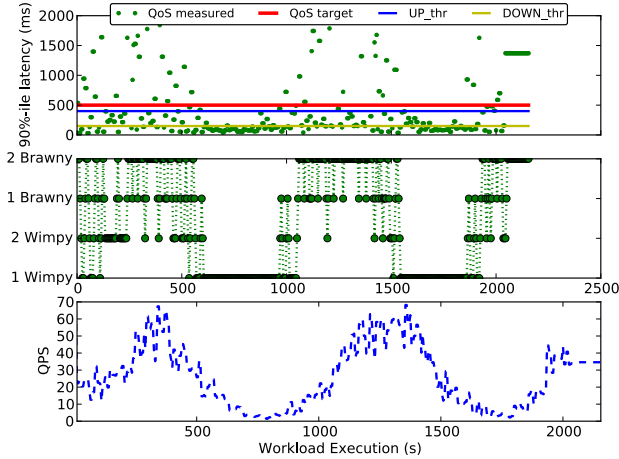 QoS measured QoS target UP_thr DOWN_thr
90%-ile latency (ms)
2000
1500
1000
500
0
2 Brawny
1 Brawny
2 Wimpy
1 Wimpy
0 500 1000 1500 2000 2500
QPS
70
60
50
40
30
20
10
0
500 1000 1500 2000
Workload Execution (s)